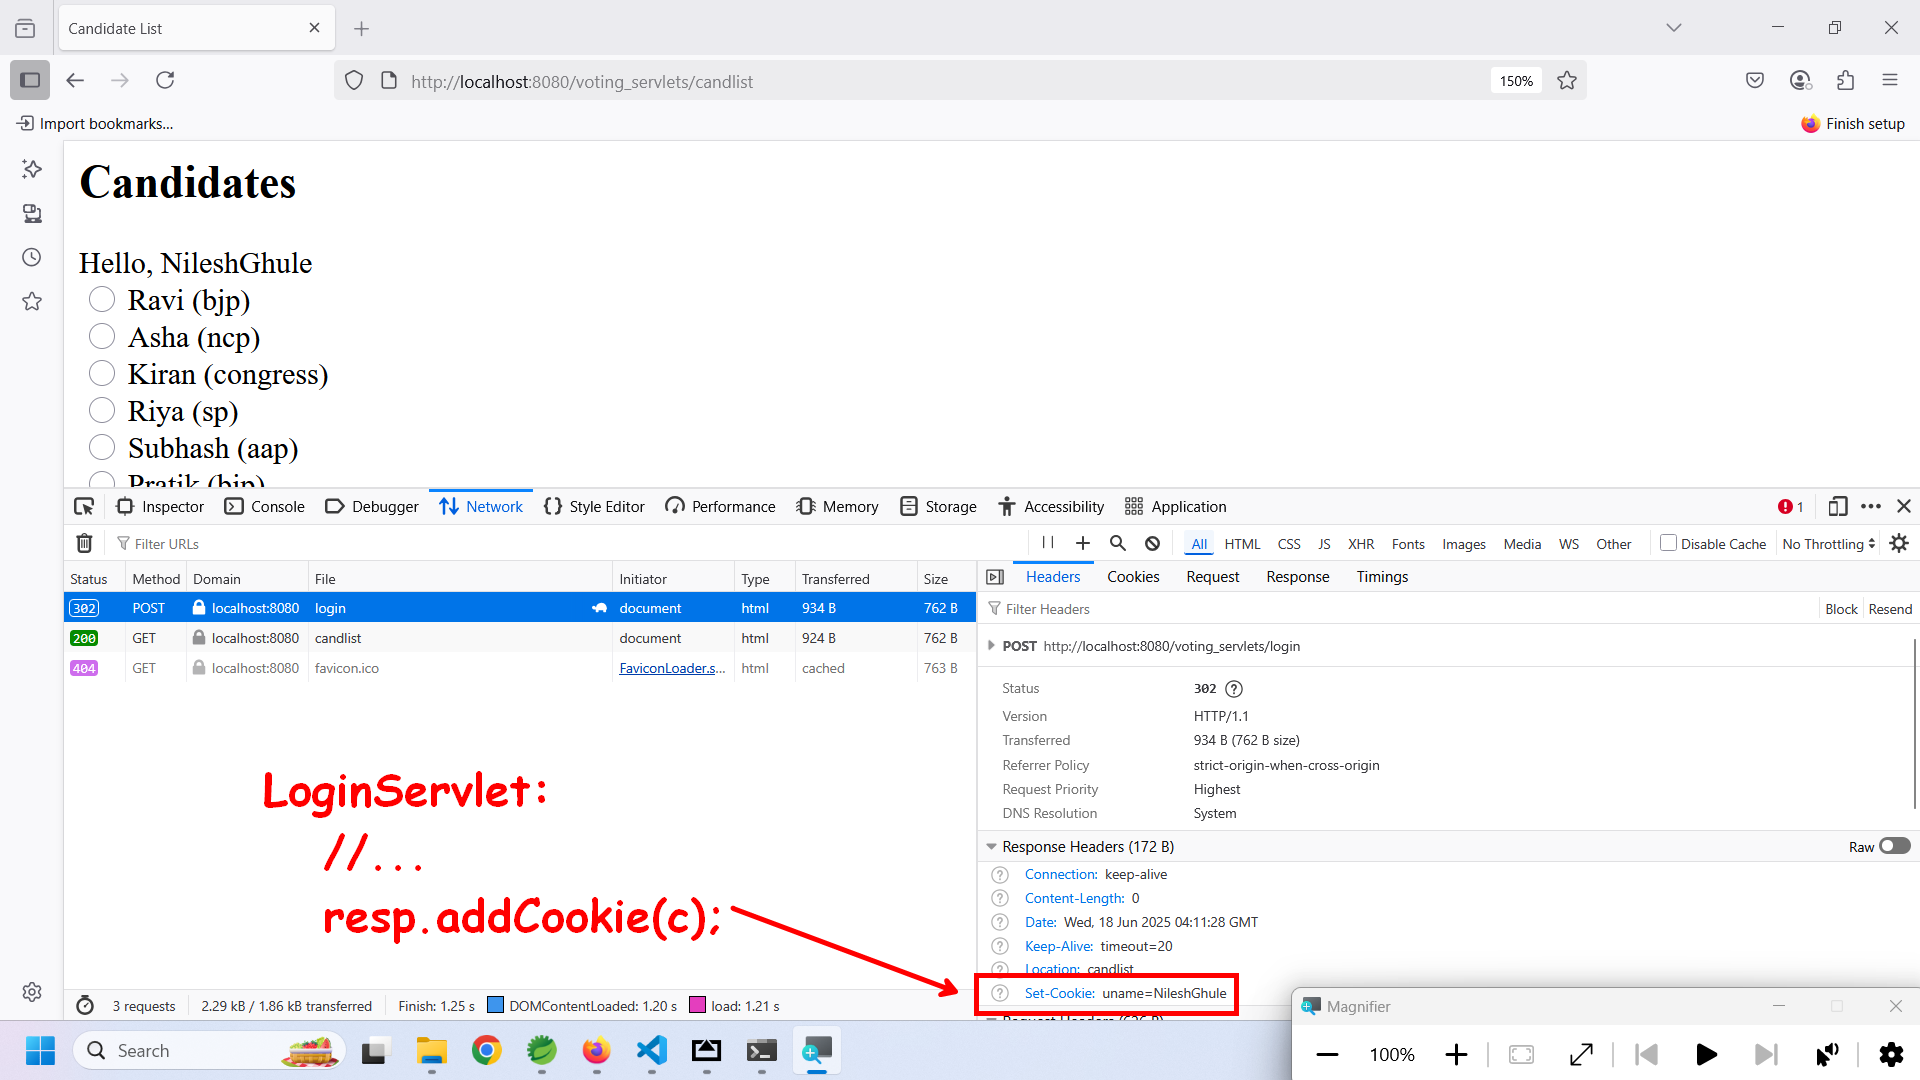 Candidate List
http://localhost:8080/voting_servlets/candlist
150%
Import bookmarks...
Finish setup
Candidates
Hello, NileshGhule
Ravi (bjp)
Asha (ncp)
Kiran (congress)
Riya (sp)
Subhash (aap)
Pratik (bjp)
Inspector Console Debugger Network Style Editor Performance Memory Storage Accessibility Application 1
Filter URLs
All HTML CSS JS XHR Fonts Images Media WS Other Disable Cache No Throttling
Status Method Domain File Initiator Type Transferred Size
302 POST localhost:8080 login document html 934 B 762 B
200 GET localhost:8080 candlist document html 924 B 762 B
404 GET localhost:8080 favicon.ico FaviconLoader.s... html cached 763 B
Headers Cookies Request Response Timings
Filter Headers
Block Resend
POST http://localhost:8080/voting_servlets/login
Status 302
Version HTTP/1.1
Transferred 934 B (762 B size)
Referrer Policy strict-origin-when-cross-origin
Request Priority Highest
DNS Resolution System
Response Headers (172 B) Raw
Connection: keep-alive
Content-Length: 0
Date: Wed, 18 Jun 2025 04:11:28 GMT
Keep-Alive: timeout=20
Location: candlist
Set-Cookie: uname=NileshGhule
Request Headers (626 B)
LoginServlet:
//...
resp.addCookie(c);
3 requests 2.29 kB / 1.86 kB transferred Finish: 1.25 s DOMContentLoaded: 1.20 s load: 1.21 s
Magnifier
100%
Search